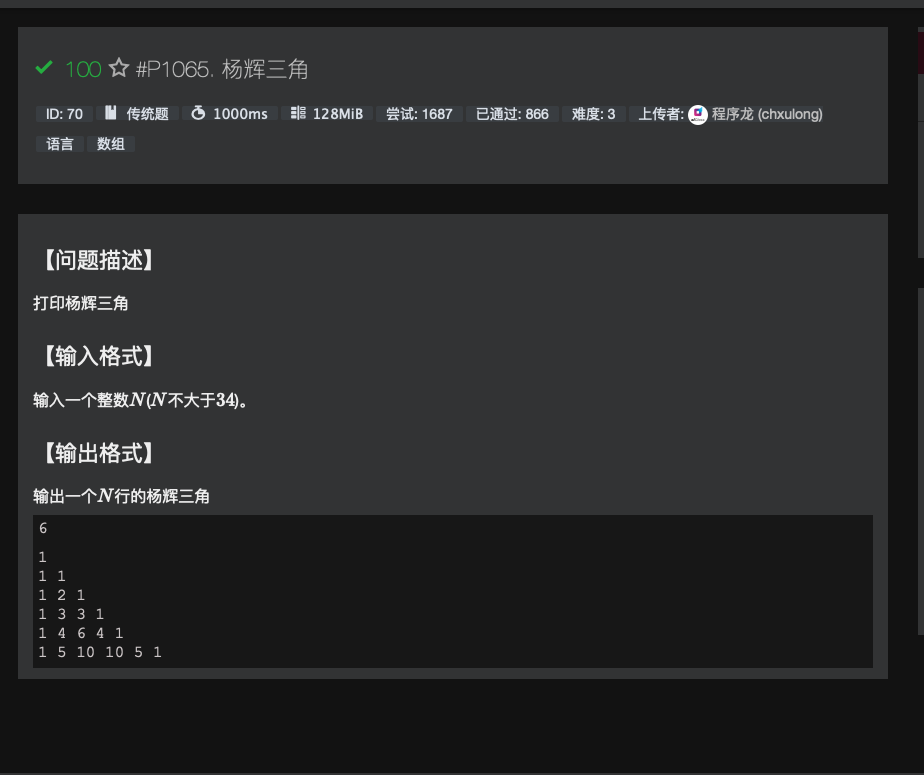 100 #P1065. 杨辉三角
ID: 70 传统题 1000ms 128MiB 尝试: 1687 已通过: 866 难度: 3 上传者: 程序龙 (chxulong)
语言 数组
【问题描述】
打印杨辉三角
【输入格式】
输入一个整数N(N不大于34)。
【输出格式】
输出一个N行的杨辉三角
6
1
1 1
1 2 1
1 3 3 1
1 4 6 4 1
1 5 10 10 5 1